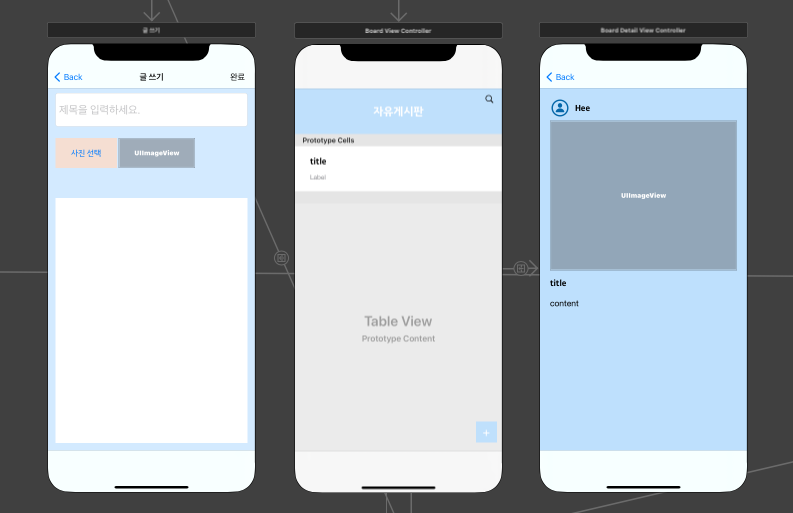 글 쓰기
Back
글 쓰기
완료
제목을 입력하세요.
사진 선택
UIImageView
Board View Controller
자유게시판
Prototype Cells
title
Label
Table View
Prototype Content
+
Board Detail View Controller
Back
Hee
UIImageView
title
content